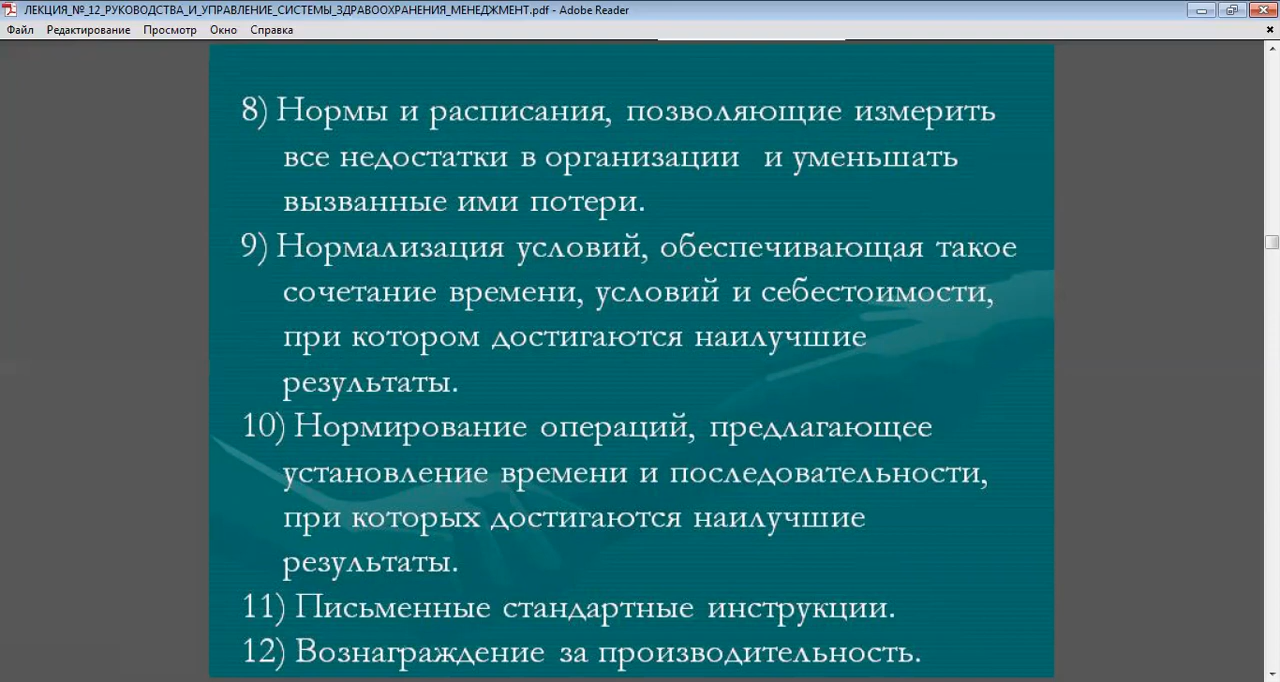 ЛЕКЦИЯ_№_12_РУКОВОДСТВА_И_УПРАВЛЕНИЕ_СИСТЕМЫ_ЗДРАВООХРАНЕНИЯ_МЕНЕДЖМЕНТ.pdf - Adobe Reader
Файл Редактирование Просмотр Окно Справка
8) Нормы и расписания, позволяющие измерить
все недостатки в организации и уменьшать
вызванные ими потери.
9) Нормализация условий, обеспечивающая такое
сочетание времени, условий и себестоимости,
при котором достигаются наилучшие
результаты.
10) Нормирование операций, предлагающее
установление времени и последовательности,
при которых достигаются наилучшие
результаты.
11) Письменные стандартные инструкции.
12) Вознаграждение за производительность.